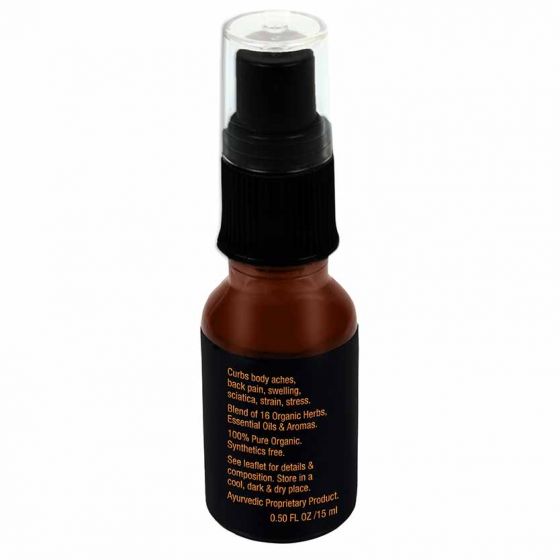 Curbs body aches,
back pain, swelling,
sciatica, strain, stress.
Blend of 16 Organic Herbs,
Essential Oils & Aromas.
100% Pure Organic.
Synthetics free.
See leaflet for details &
composition. Store in a
cool, dark & dry place.
Ayurvedic Proprietary Product.
0.50 FL OZ /15 ml